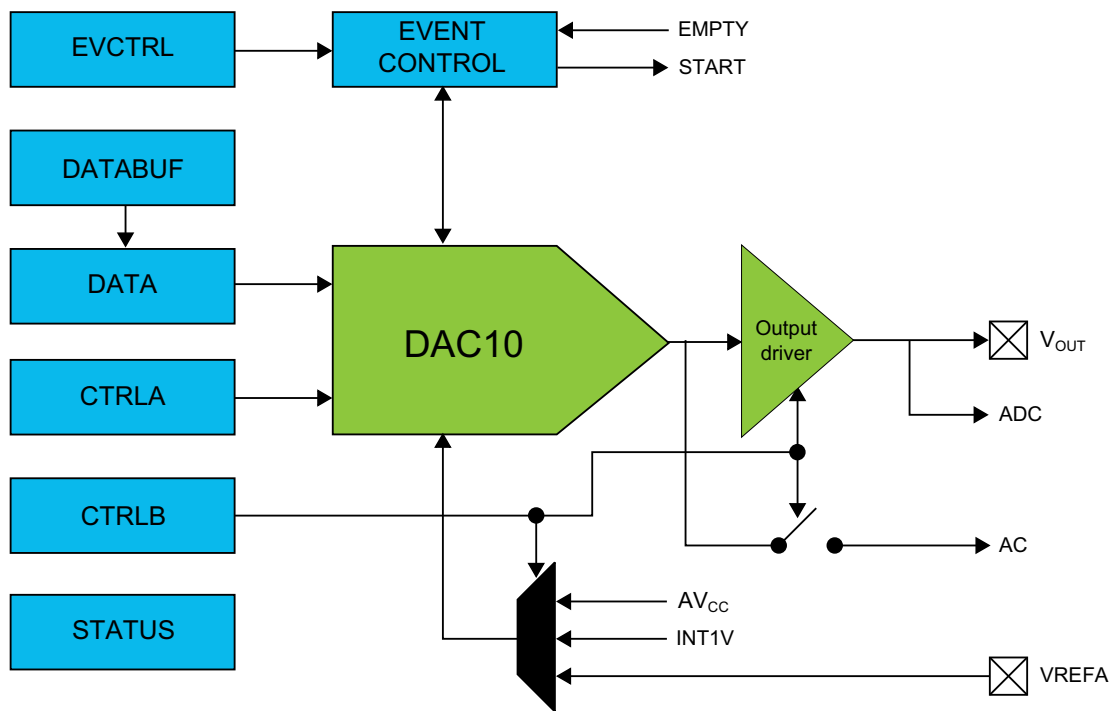 EVCTRL
EVENT
CONTROL
EMPTY
START
DATABUF
DATA
DAC10
Output
driver
VOUT
CTRLA
ADC
CTRLB
AC
STATUS
AVCC
INT1V
VREFA